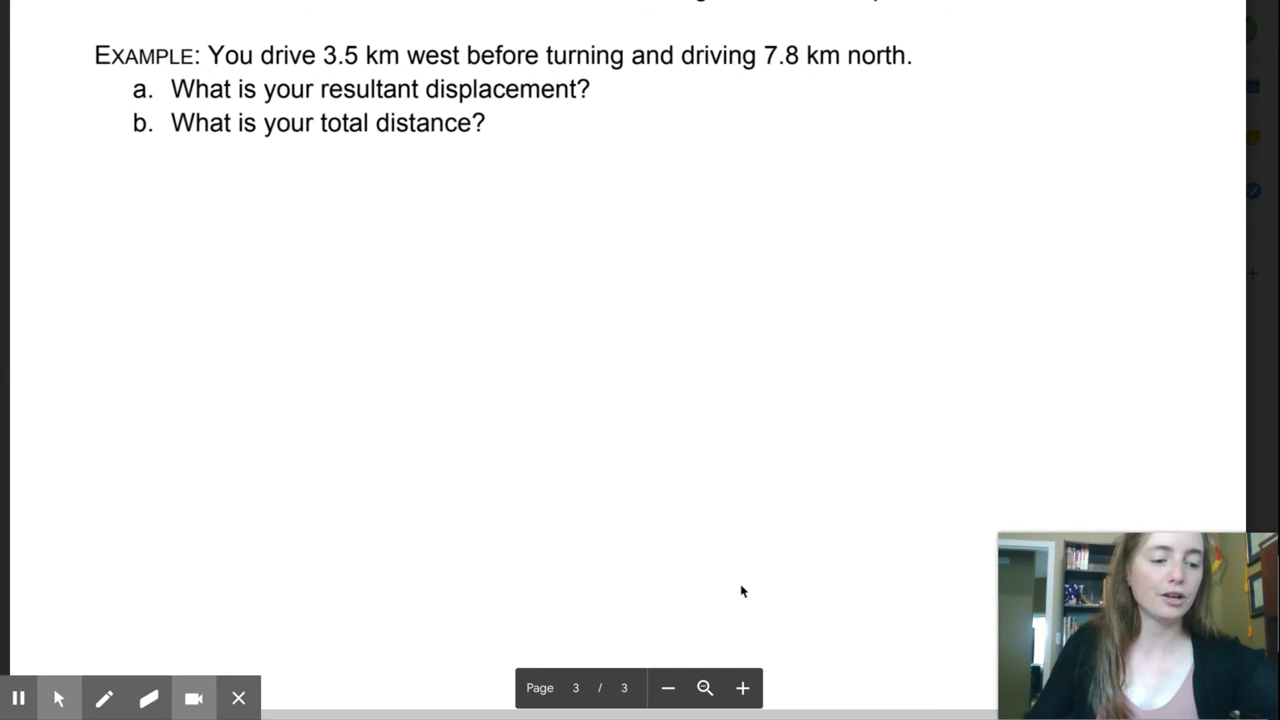 EXAMPLE: You drive 3.5 km west before turning and driving 7.8 km north.
a. What is your resultant displacement?
b. What is your total distance?
Page 3 / 3